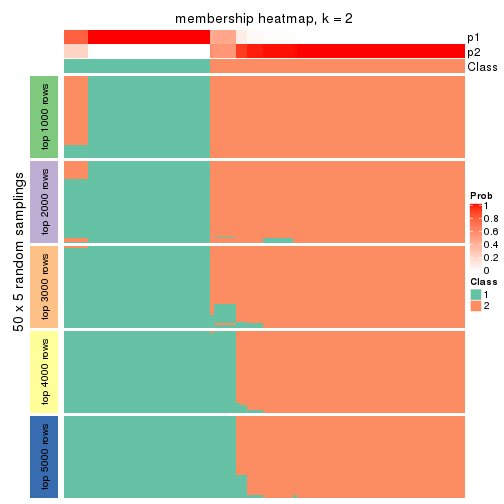 membership heatmap, k = 2
p1
p2
Class
50 x 5 random samplings
top 1000 rows
top 2000 rows
top 3000 rows
top 4000 rows
top 5000 rows
Prob
1
0.8
0.6
0.4
0.2
0
Class
1
2